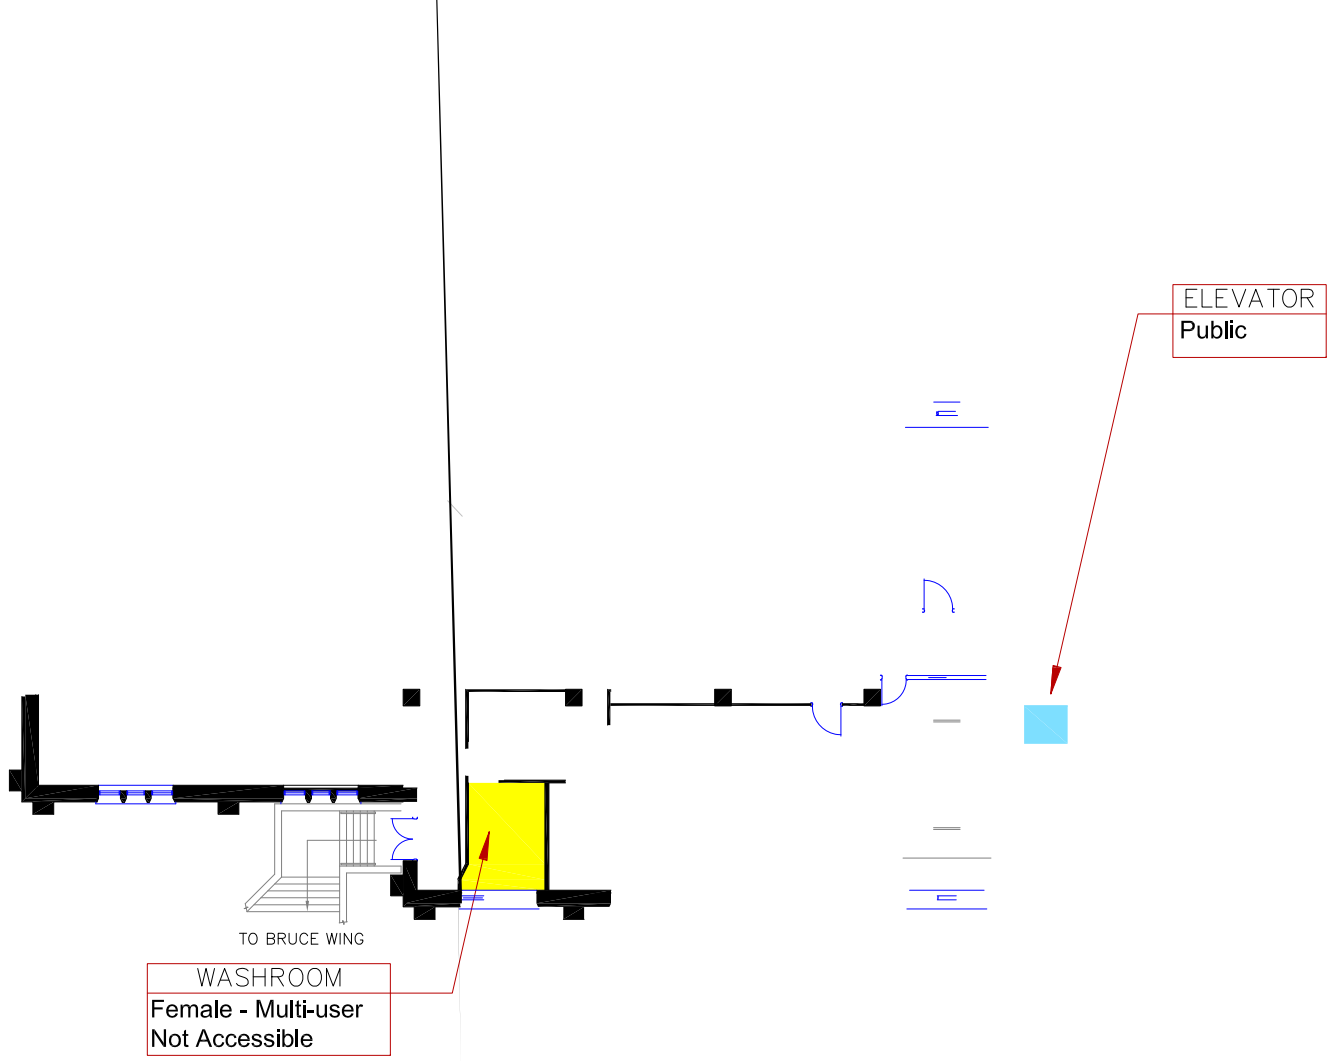 ELEVATOR
Public
TO BRUCE WING
WASHROOM
Female - Multi-user
Not Accessible